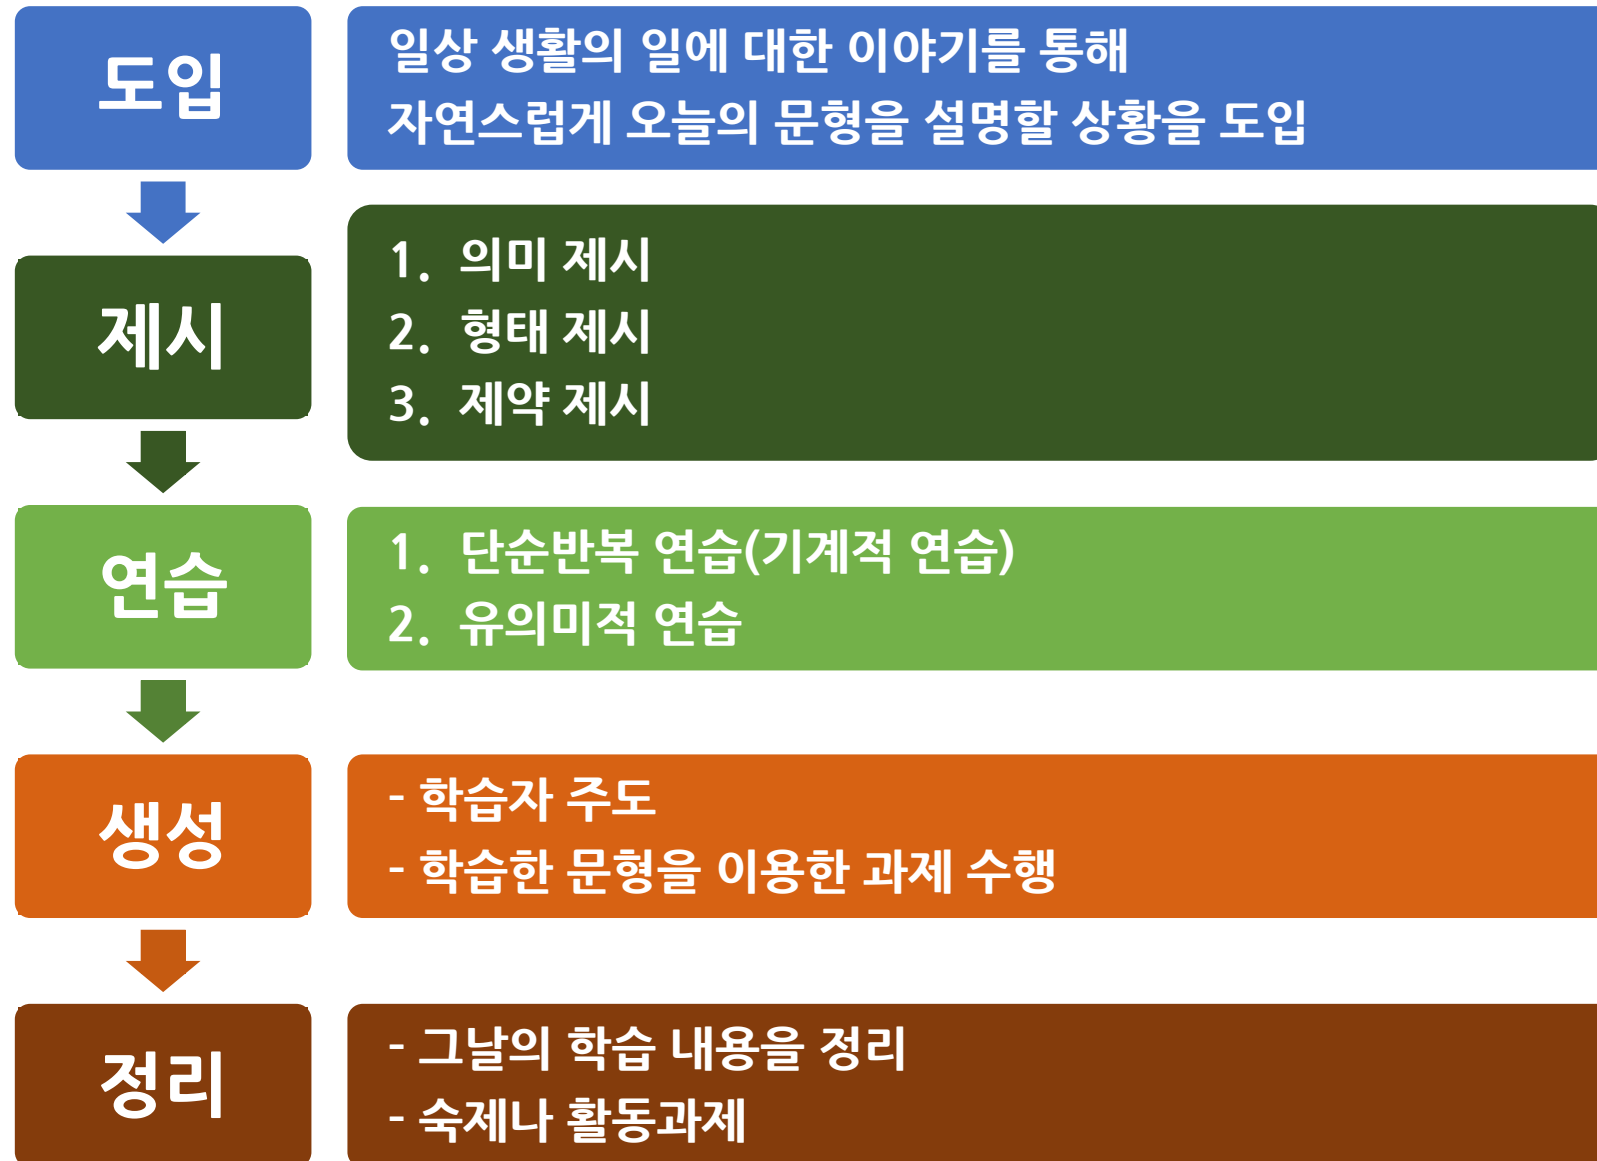 도입
일상 생활의 일에 대한 이야기를 통해
자연스럽게 오늘의 문형을 설명할 상황을 도입
제시
1. 의미 제시
2. 형태 제시
3. 제약 제시
연습
1. 단순반복 연습(기계적 연습)
2. 유의미적 연습
생성
- 학습자 주도
- 학습한 문형을 이용한 과제 수행
정리
- 그날의 학습 내용을 정리
- 숙제나 활동과제